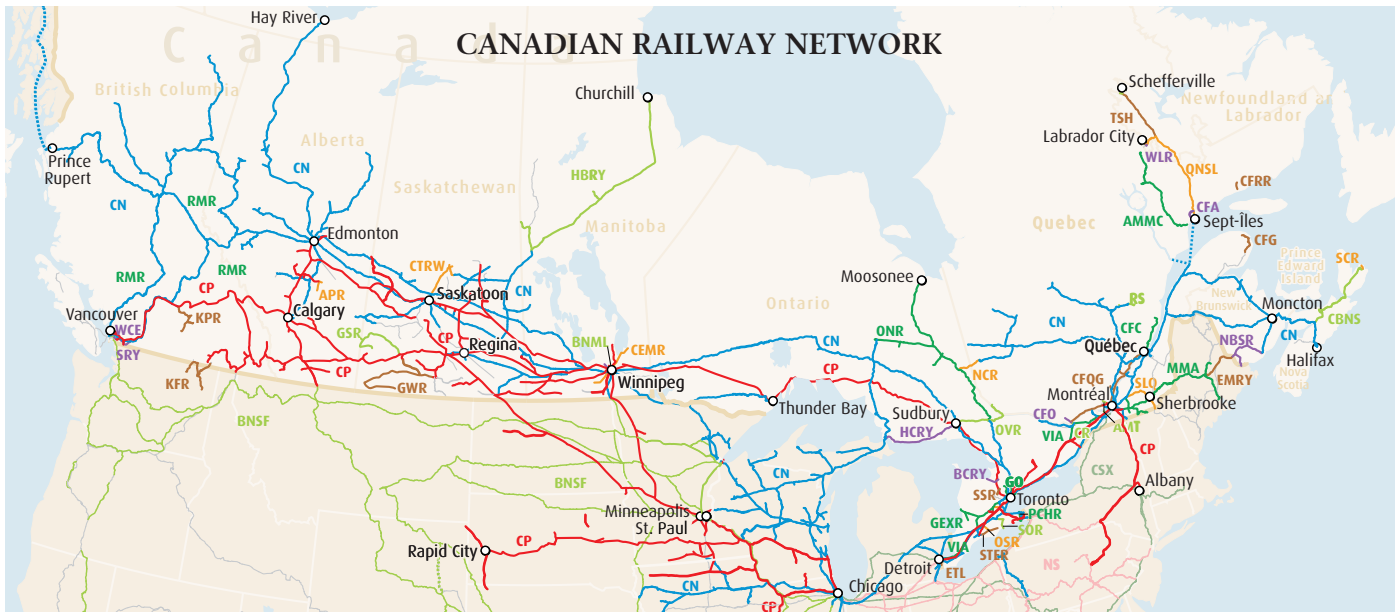 Hay River
Canada
CANADIAN RAILWAY NETWORK
British Columbia
Churchill
Schefferville
Newfoundland an
Labrador
TSH
Alberta
Labrador City
Prince
Rupert
CN
WLR
QNSL
HBRY
Saskatchewan
CFRR
RMR
CN
CFA
Manitoba
Quebec
AMMC
Sept-Îles
Edmonton
CFG
Prince
Edward
Island
SCR
RMR
RMR
CTRW
Moosonee
CP
APR
Saskatoon
CN
Ontario
RS
New
Brunswick
Moncton
Vancouver
WCE
KPR
Calgary
CN
CFC
CBNS
GSR
CP
ONR
CN
NBSR
SRY
Regina
BNML
CEMR
CN
Québec
Halifax
CP
CP
NCR
MMA
Nova
Scotia
KFR
GWR
Winnipeg
CFQG
SLQ
EMRY
Thunder Bay
Montréal
Sherbrooke
Sudbury
CFO
AMT
BNSF
HCRY
OVR
VIA
CR
CP
CN
BCRY
CSX
BNSF
GO
Albany
SSR
Toronto
Minneapolis
St. Paul
GEXR
PCHR
SOR
CP
VIA
OSR
Rapid City
STER
Detroit
ETL
NS
CN
Chicago
CP